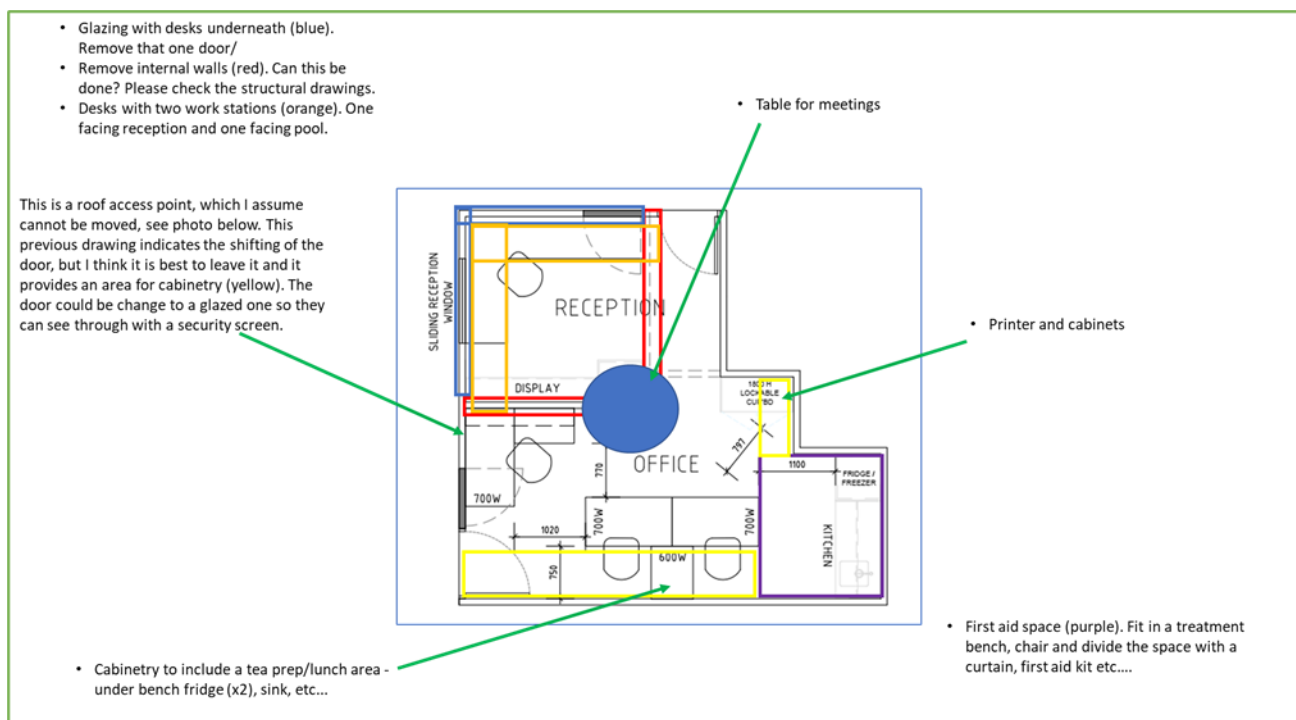 • Glazing with desks underneath (blue).
Remove that one door/
• Remove internal walls (red). Can this be
done? Please check the structural drawings.
• Desks with two work stations (orange). One
facing reception and one facing pool.
• Table for meetings
This is a roof access point, which I assume
cannot be moved, see photo below. This
previous drawing indicates the shifting of the
door, but I think it is best to leave it and it
provides an area for cabinetry (yellow). The
door could be change to a glazed one so they
can see through with a security screen.
SLIDING RECEPTION
WINDOW
RECEPTION
• Printer and cabinets
DISPLAY
1800 H
LOCKABLE
CUPBD
797
OFFICE
770
1100
FRIDGE /
FREEZER
700W
700W
700W
1020
KITCHEN
600W
750
• First aid space (purple). Fit in a treatment
bench, chair and divide the space with a
curtain, first aid kit etc....
• Cabinetry to include a tea prep/lunch area -
under bench fridge (x2), sink, etc...